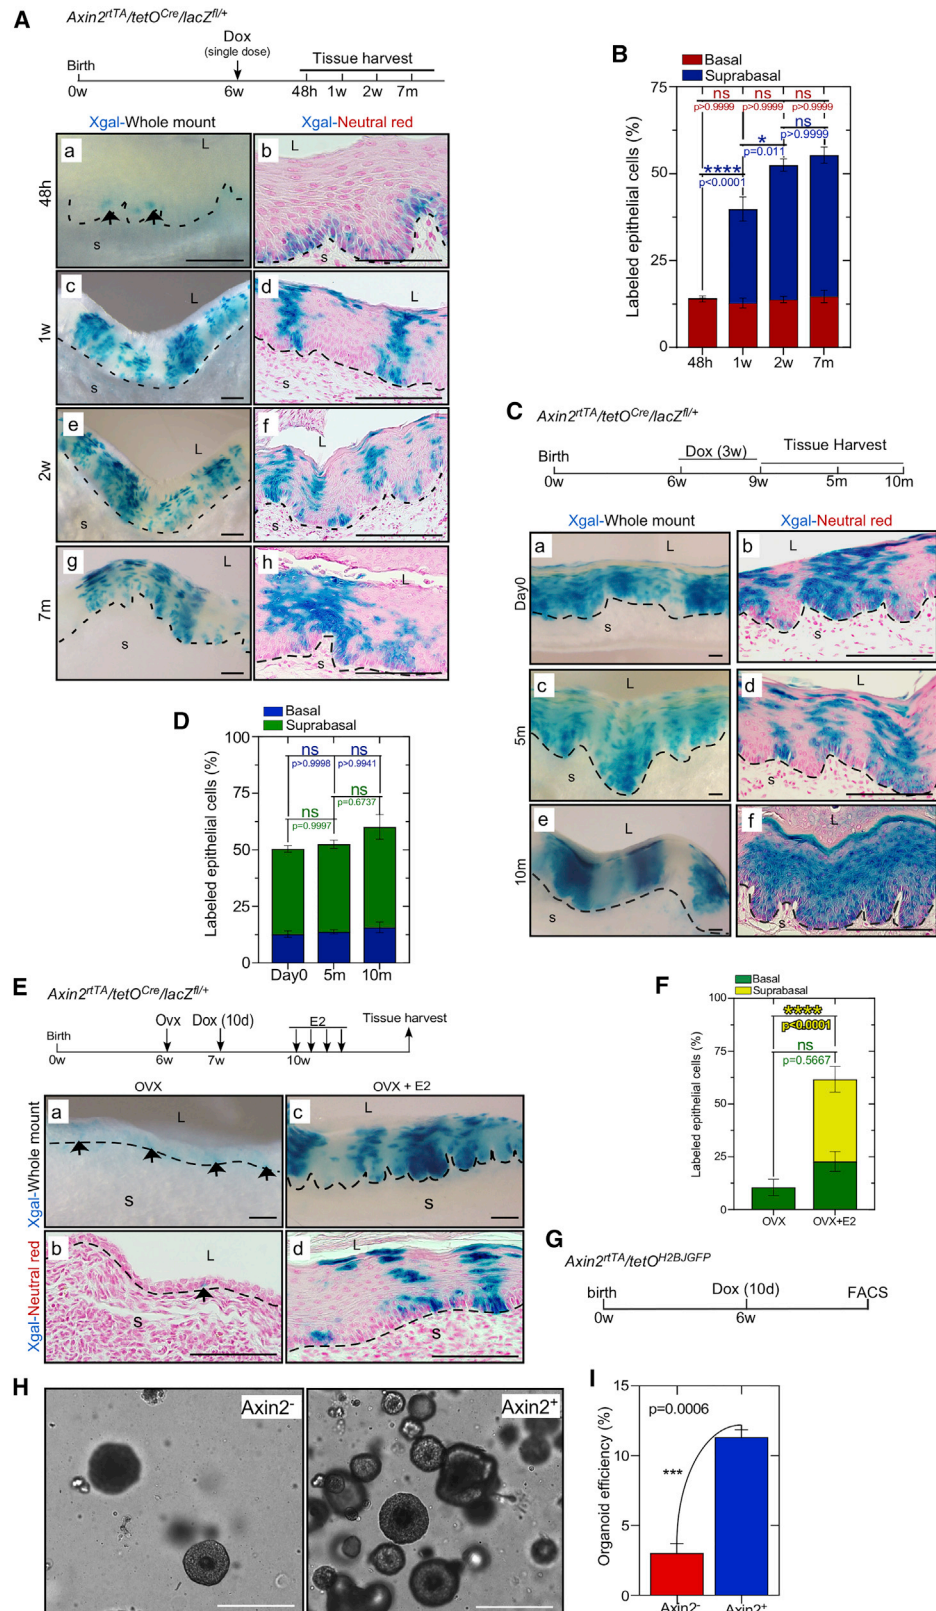 A
Axin2rtTA/tetOCre/lacZfl/+
Dox
(single dose)
Tissue harvest
Birth
0w
6w
48h 1w 2w 7m
Xgal-Whole mount
Xgal-Neutral red
48h
a
L
s
b
L
s
1w
c
L
s
d
L
s
2w
e
L
s
f
L
s
7m
g
L
s
h
L
s
B
Basal
Suprabasal
Labeled epithelial cells (%)
75
50
25
0
ns ns ns
p>0.9999 p>0.9999 p>0.9999
ns
p>0.9999
*
p=0.011
****
p<0.0001
48h 1w 2w 7m
C
Axin2rtTA/tetOCre/lacZfl/+
Birth
Dox (3w)
Tissue Harvest
0w 6w 9w 5m 10m
Xgal-Whole mount
Xgal-Neutral red
Day0
a
L
s
b
L
s
5m
c
L
s
d
L
s
10m
e
L
s
f
L
s
D
Basal
Suprabasal
Labeled epithelial cells (%)
100
75
50
25
0
ns ns
p>0.9998 p>0.9941
ns
p=0.6737
ns
p=0.9997
Day0 5m 10m
E
Axin2rtTA/tetOCre/lacZfl/+
Birth
Ovx
Dox (10d)
E2
Tissue harvest
0w
6w
7w
10w
OVX
OVX + E2
Xgal-Whole mount
a
L
S
c
L
S
Xgal-Neutral red
b
L
S
d
L
S
F
Basal
Suprabasal
Labeled epithelial cells (%)
100
75
50
25
0
****
p<0.0001
ns
p=0.5667
OVX OVX+E2
G
Axin2rtTA/tetOH2BJGFP
birth
Dox (10d)
FACS
0w
6w
H
Axin2-
Axin2+
I
Organoid efficiency (%)
15
10
5
0
p=0.0006
***
Axin2- Axin2+